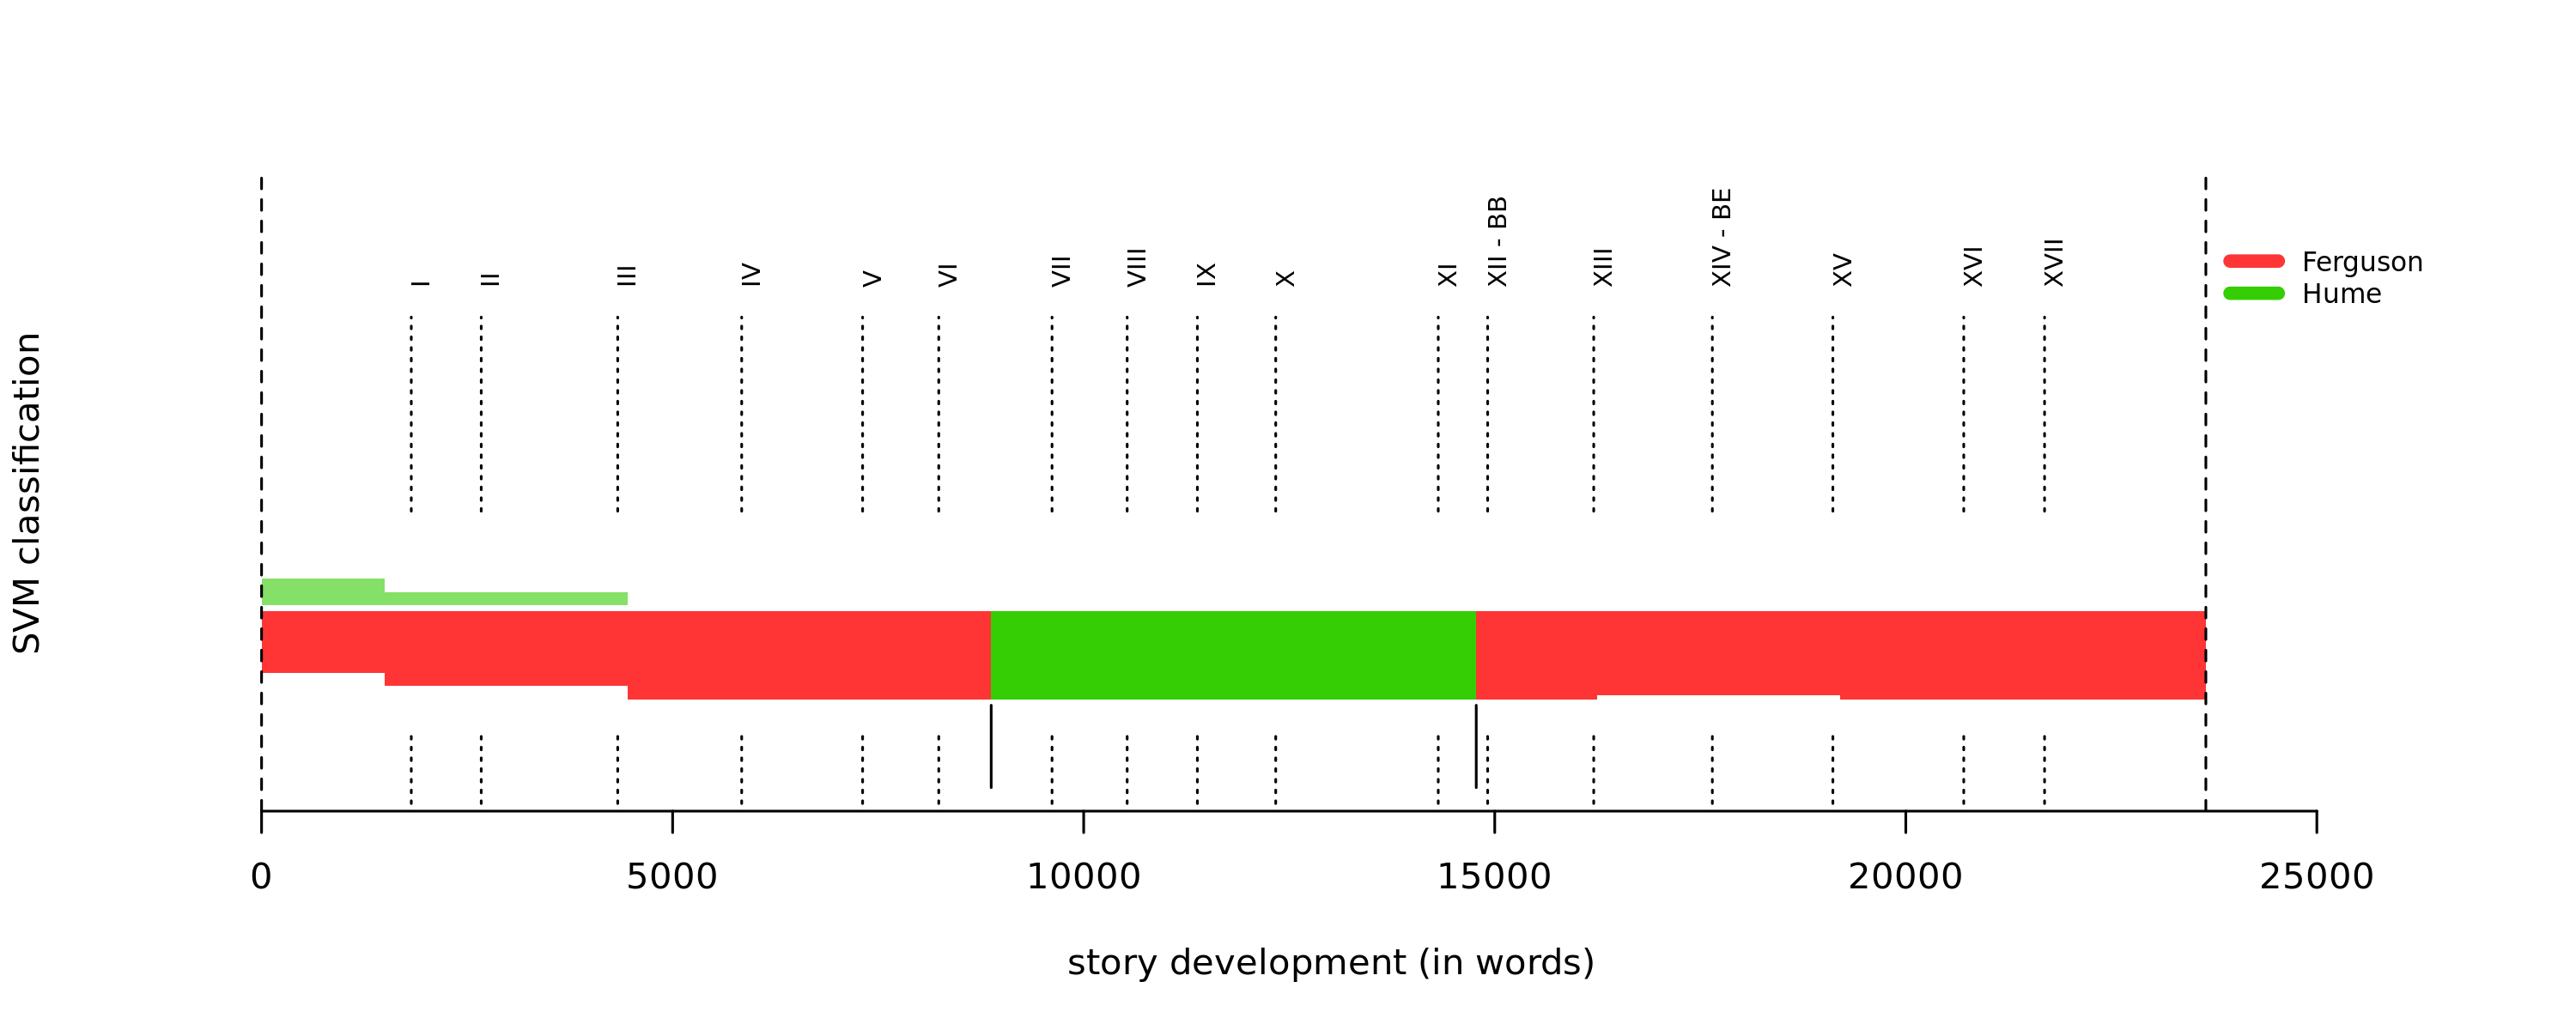 I
II
III
IV
V
VI
VII
VIII
IX
X
XI
XII - BB
XIII
XIV - BE
XV
XVI
XVII
Ferguson
Hume
SVM classification
0 5000 10000 15000 20000 25000
story development (in words)